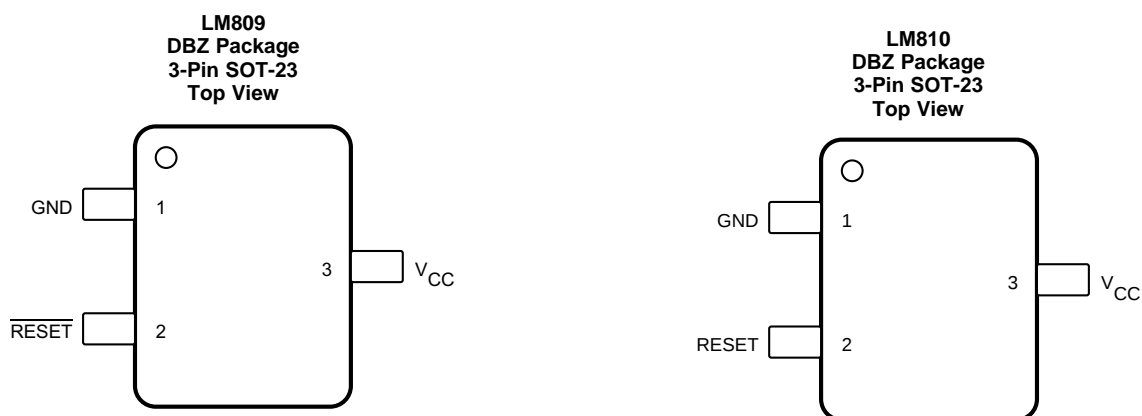 LM809
DBZ Package
3-Pin SOT-23
Top View
GND
1
3
VCC
RESET
2
LM810
DBZ Package
3-Pin SOT-23
Top View
GND
1
3
VCC
RESET
2